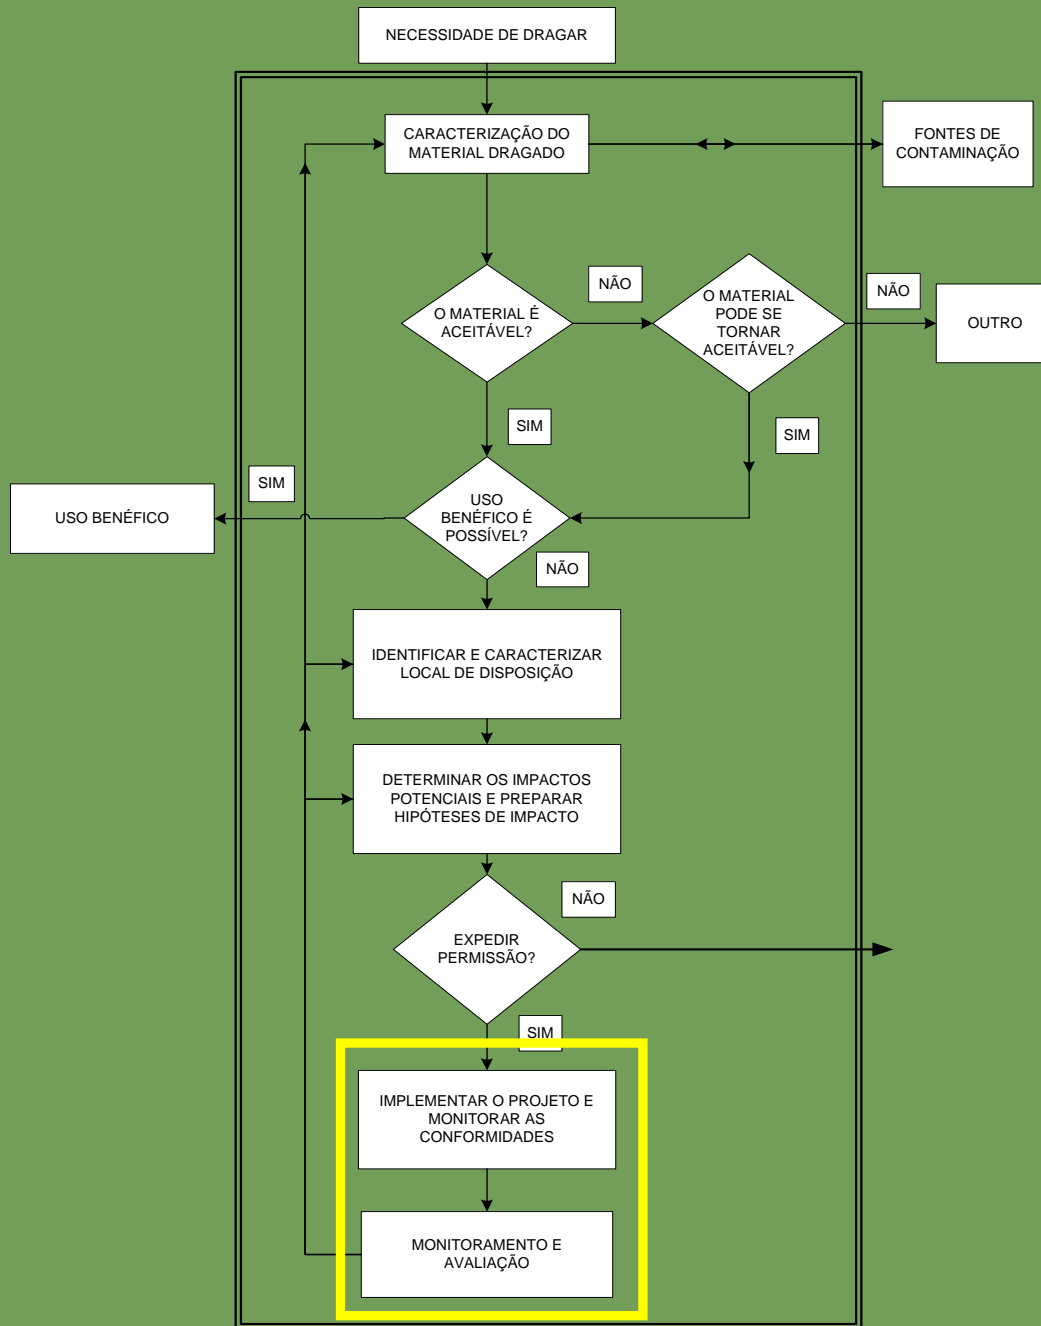 NECESSIDADE DE DRAGAR
CARACTERIZAÇÃO DO
MATERIAL DRAGADO
FONTES DE
CONTAMINAÇÃO
O MATERIAL É
ACEITÁVEL?
NÃO
O MATERIAL
PODE SE
TORNAR
ACEITÁVEL?
NÃO
OUTRO
SIM
SIM
USO
BENÉFICO É
POSSÍVEL?
SIM
USO BENÉFICO
NÃO
IDENTIFICAR E CARACTERIZAR
LOCAL DE DISPOSIÇÃO
DETERMINAR OS IMPACTOS
POTENCIAIS E PREPARAR
HIPÓTESES DE IMPACTO
NÃO
EXPEDIR
PERMISSÃO?
SIM
IMPLEMENTAR O PROJETO E
MONITORAR AS
CONFORMIDADES
MONITORAMENTO E
AVALIAÇÃO